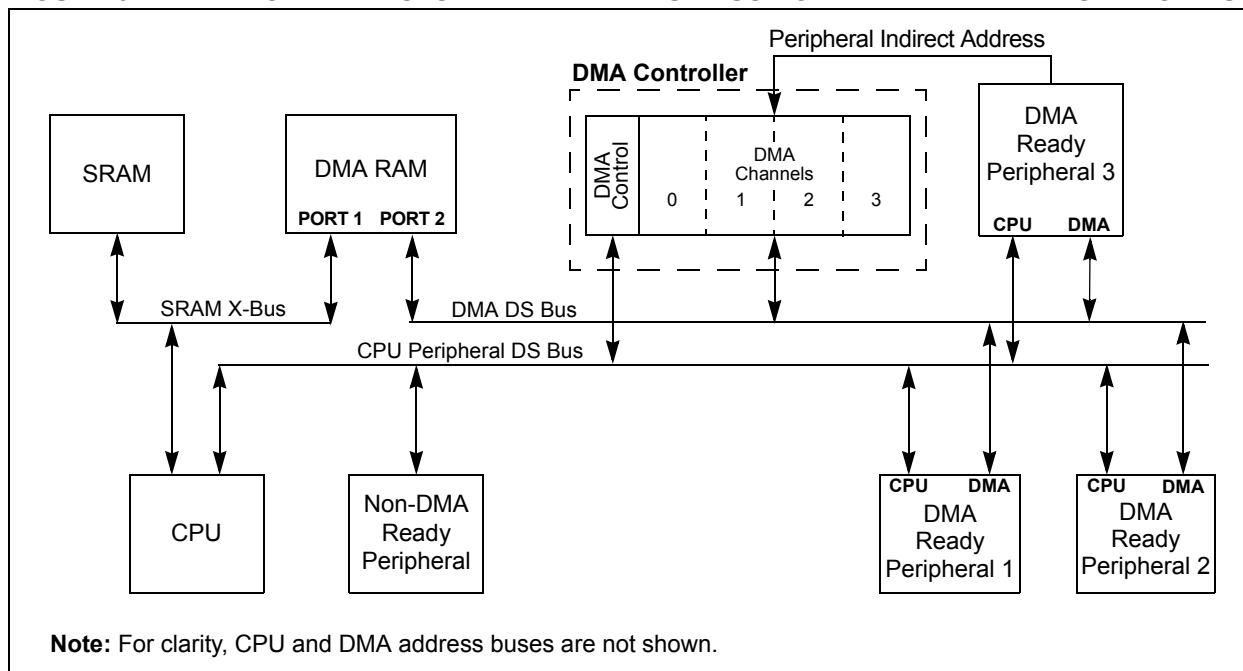 Peripheral Indirect Address
DMA Controller
SRAM
DMA RAM
PORT 1 PORT 2
DMA
Control
DMA
Channels
0 1 2 3
DMA
Ready
Peripheral 3
CPU DMA
SRAM X-Bus
DMA DS Bus
CPU Peripheral DS Bus
CPU
Non-DMA
Ready
Peripheral
CPU DMA
DMA
Ready
Peripheral 1
CPU DMA
DMA
Ready
Peripheral 2
Note: For clarity, CPU and DMA address buses are not shown.